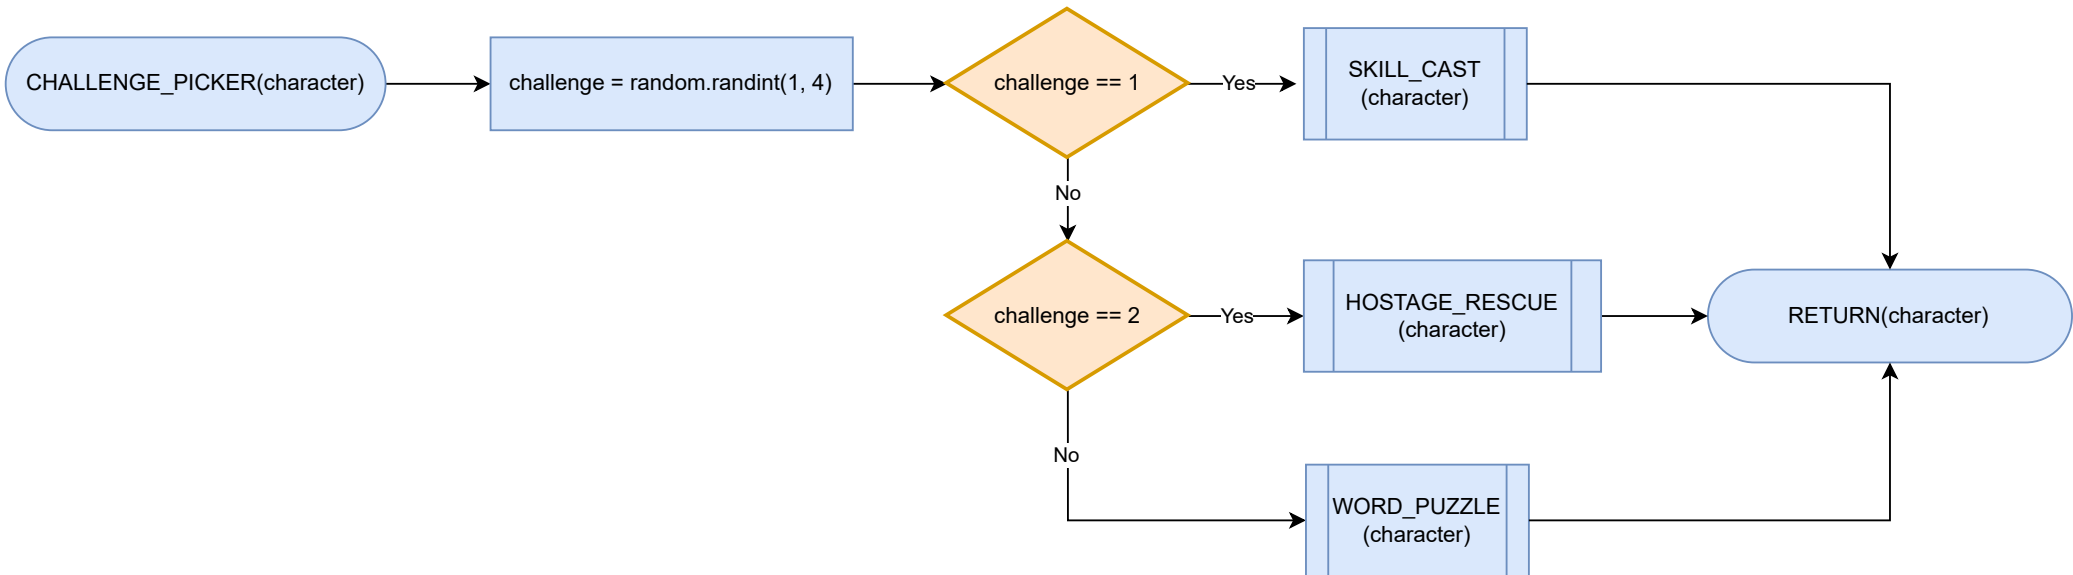 CHALLENGE_PICKER(character)
challenge = random.randint(1, 4)
challenge == 1
Yes
SKILL_CAST
(character)
No
challenge == 2
Yes
HOSTAGE_RESCUE
(character)
RETURN(character)
No
WORD_PUZZLE
(character)